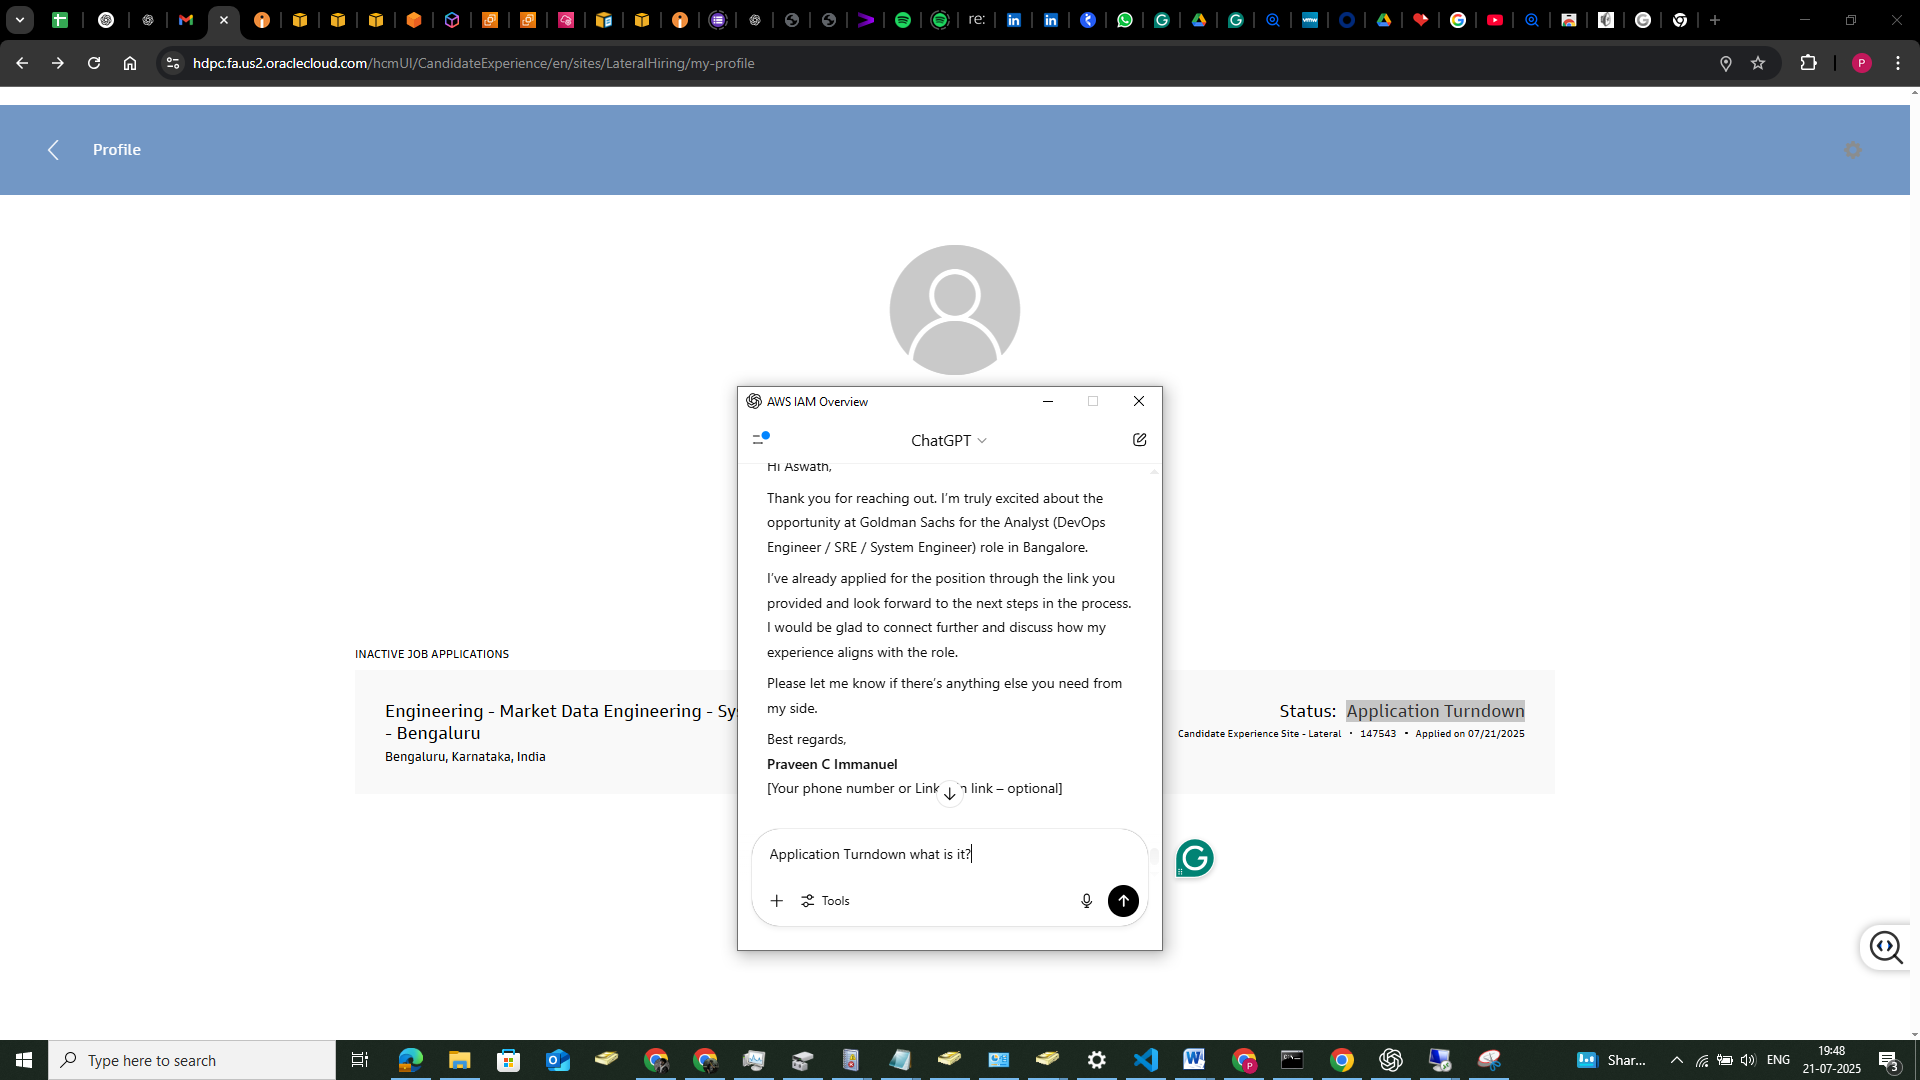 re:
hdpc.fa.us2.oraclecloud.com/hcmUI/CandidateExperience/en/sites/LateralHiring/my-profile
P
Profile
AWS IAM Overview
ChatGPT
Hi Aswath,
Thank you for reaching out. I'm truly excited about the
opportunity at Goldman Sachs for the Analyst (DevOps
Engineer / SRE / System Engineer) role in Bangalore.
I've already applied for the position through the link you
provided and look forward to the next steps in the process.
I would be glad to connect further and discuss how my
experience aligns with the role.
Please let me know if there's anything else you need from
my side.
Best regards,
Praveen C Immanuel
[Your phone number or Link n link – optional]
Application Turndown what is it?
Tools
INACTIVE JOB APPLICATIONS
Engineering - Market Data Engineering - Sy
- Bengaluru
Bengaluru, Karnataka, India
Status: Application Turndown
Candidate Experience Site - Lateral • 147543 • Applied on 07/21/2025
Type here to search
Shar...
ENG
19:48
21-07-2025
3